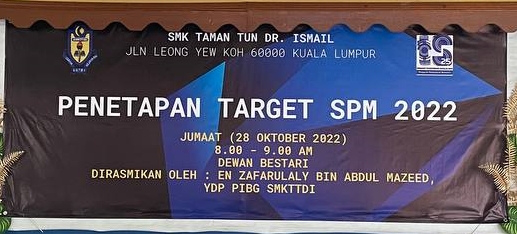 SMK TAMAN TUN DR. ISMAIL
JLN LEONG YEW KOH 60000 KUALA LUMPUR
PENETAPAN TARGET SPM 2022
JUMAAT (28 OKTOBER 2022)
8.00 - 9.00 AM
DEWAN BESTARI
DIRASMIKAN OLEH : EN ZAFARULALY BIN ABDUL MAZEED,
YDP PIBG SMKTTDI